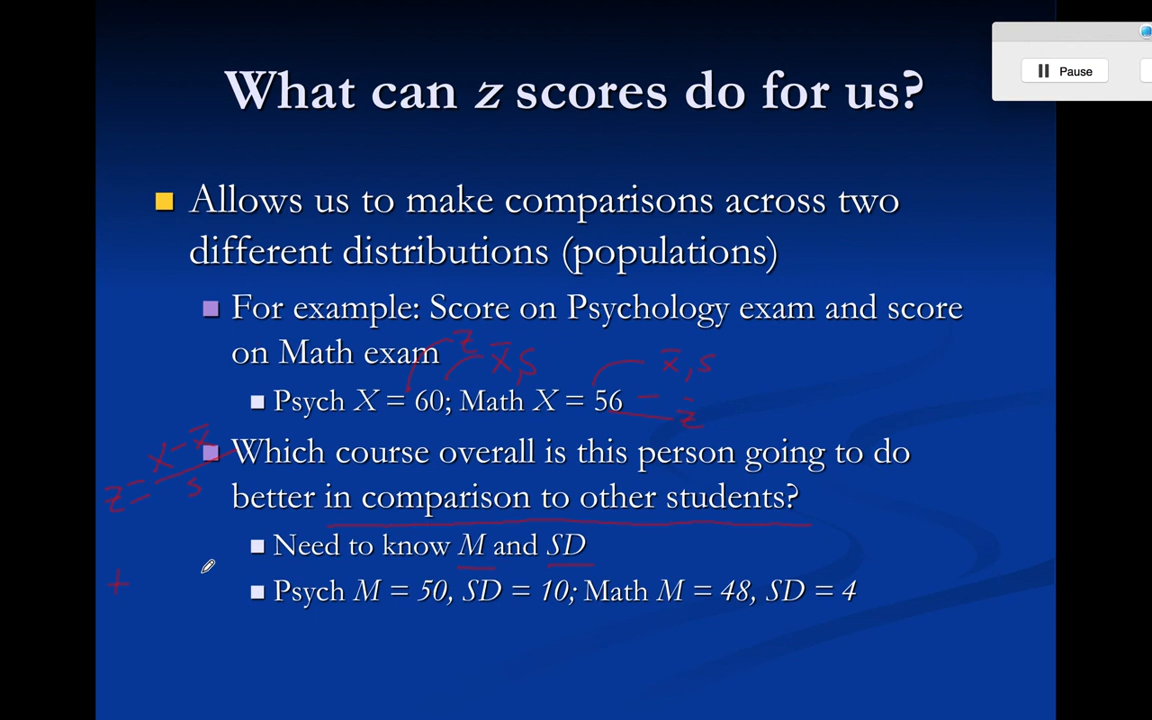 What can z scores do for us?
Pause
Allows us to make comparisons across two
different distributions (populations)
For example: Score on Psychology exam and score
on Math exam
z
x̄, s
x̄, s
Psych X = 60; Math X = 56
z
z = x - x̄ / s
Which course overall is this person going to do
better in comparison to other students?
Need to know M and SD
+
Psych M = 50, SD = 10; Math M = 48, SD = 4